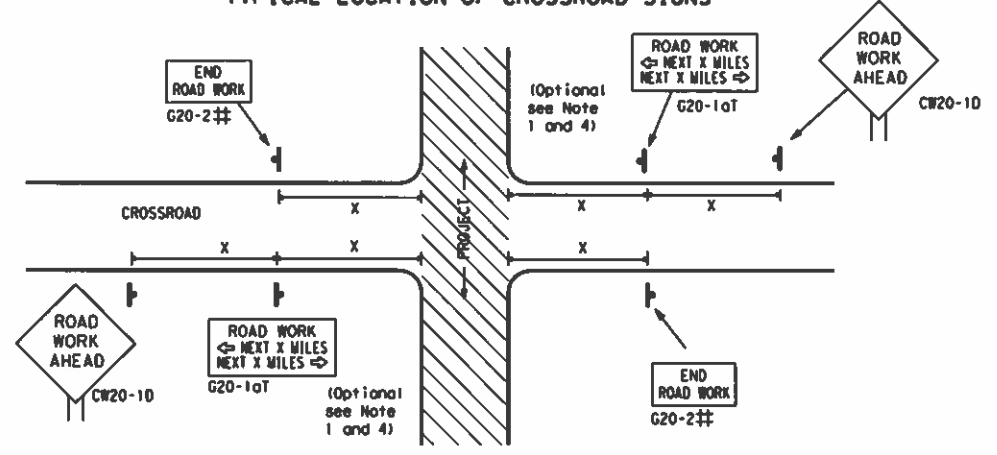 TYPICAL LOCATION OF CROSSROAD SIGNS
END
ROAD WORK
G20-2‡‡
ROAD WORK
⇦ NEXT X MILES
NEXT X MILES ⇨
G20-1aT
(Optional
see Note
1 and 4)
ROAD
WORK
AHEAD
CW20-1D
X
X
X
CROSSROAD
PROJECT
X
X
X
ROAD
WORK
AHEAD
CW20-1D
ROAD WORK
⇦ NEXT X MILES
NEXT X MILES ⇨
G20-1aT
(Optional
see Note
1 and 4)
END
ROAD WORK
G20-2‡‡